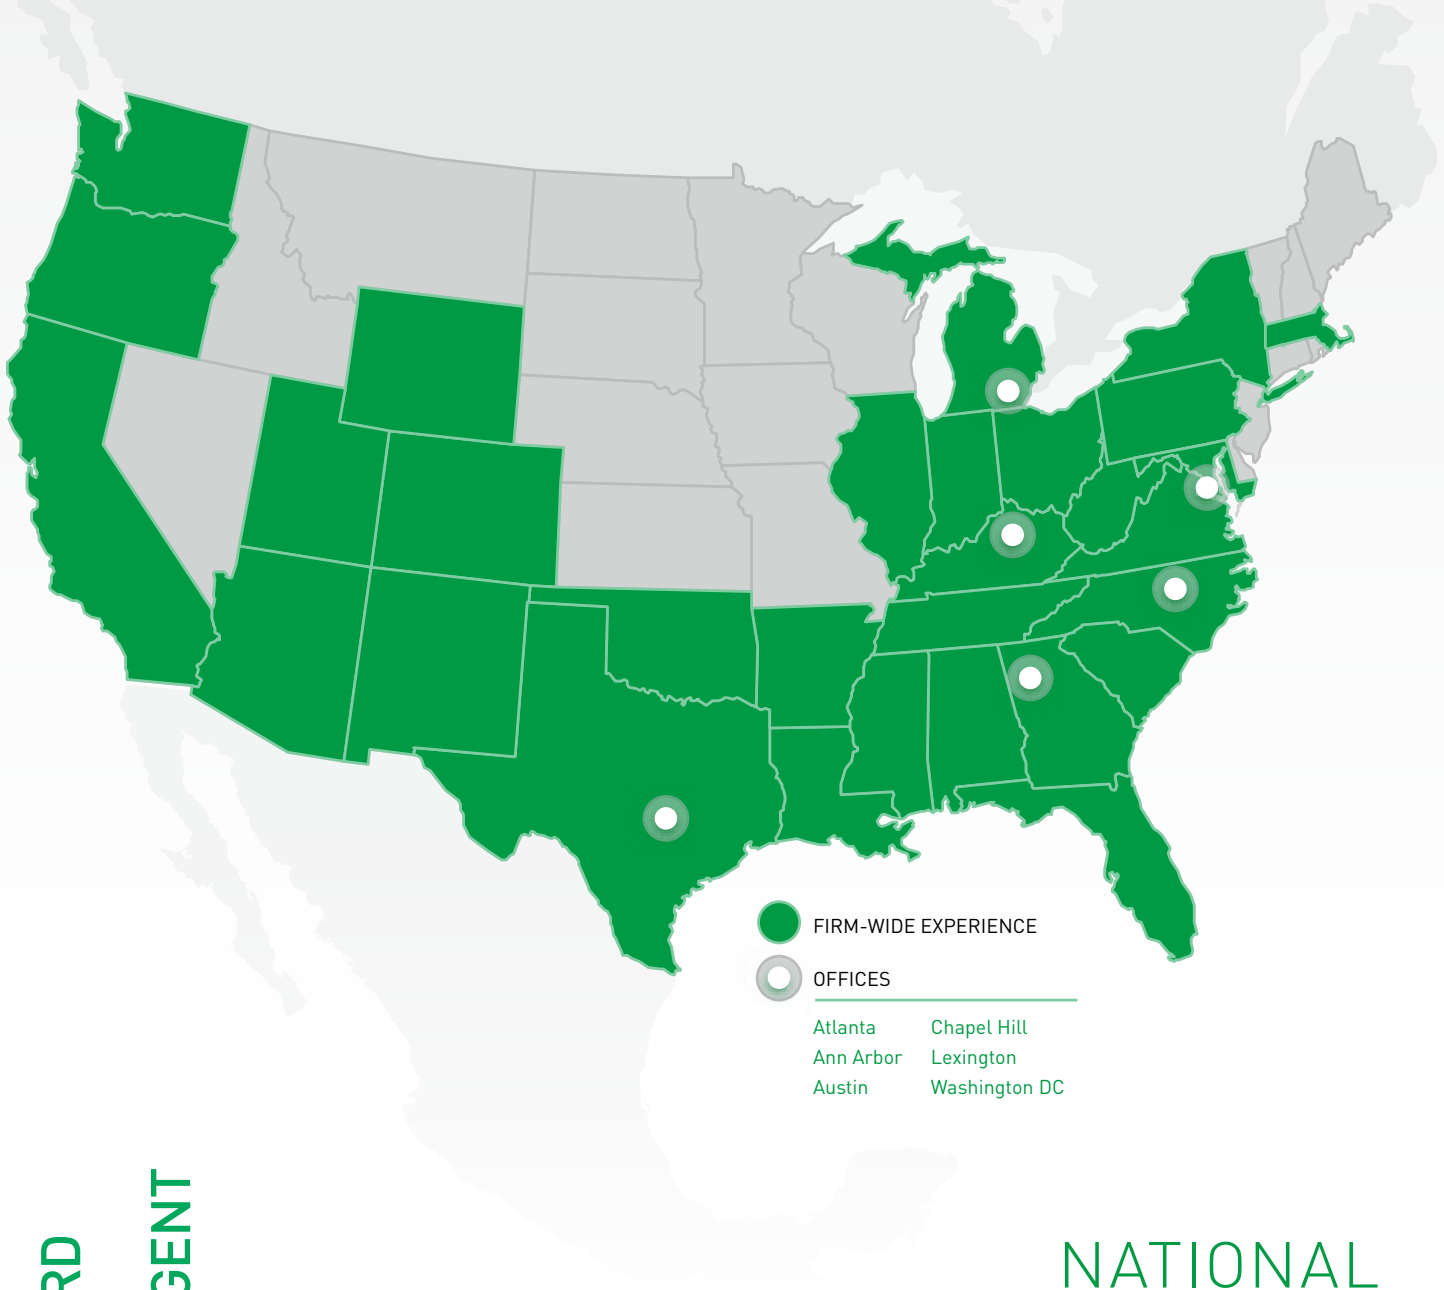 FIRM-WIDE EXPERIENCE
OFFICES
Atlanta
Ann Arbor
Austin
Chapel Hill
Lexington
Washington DC
NATIONAL